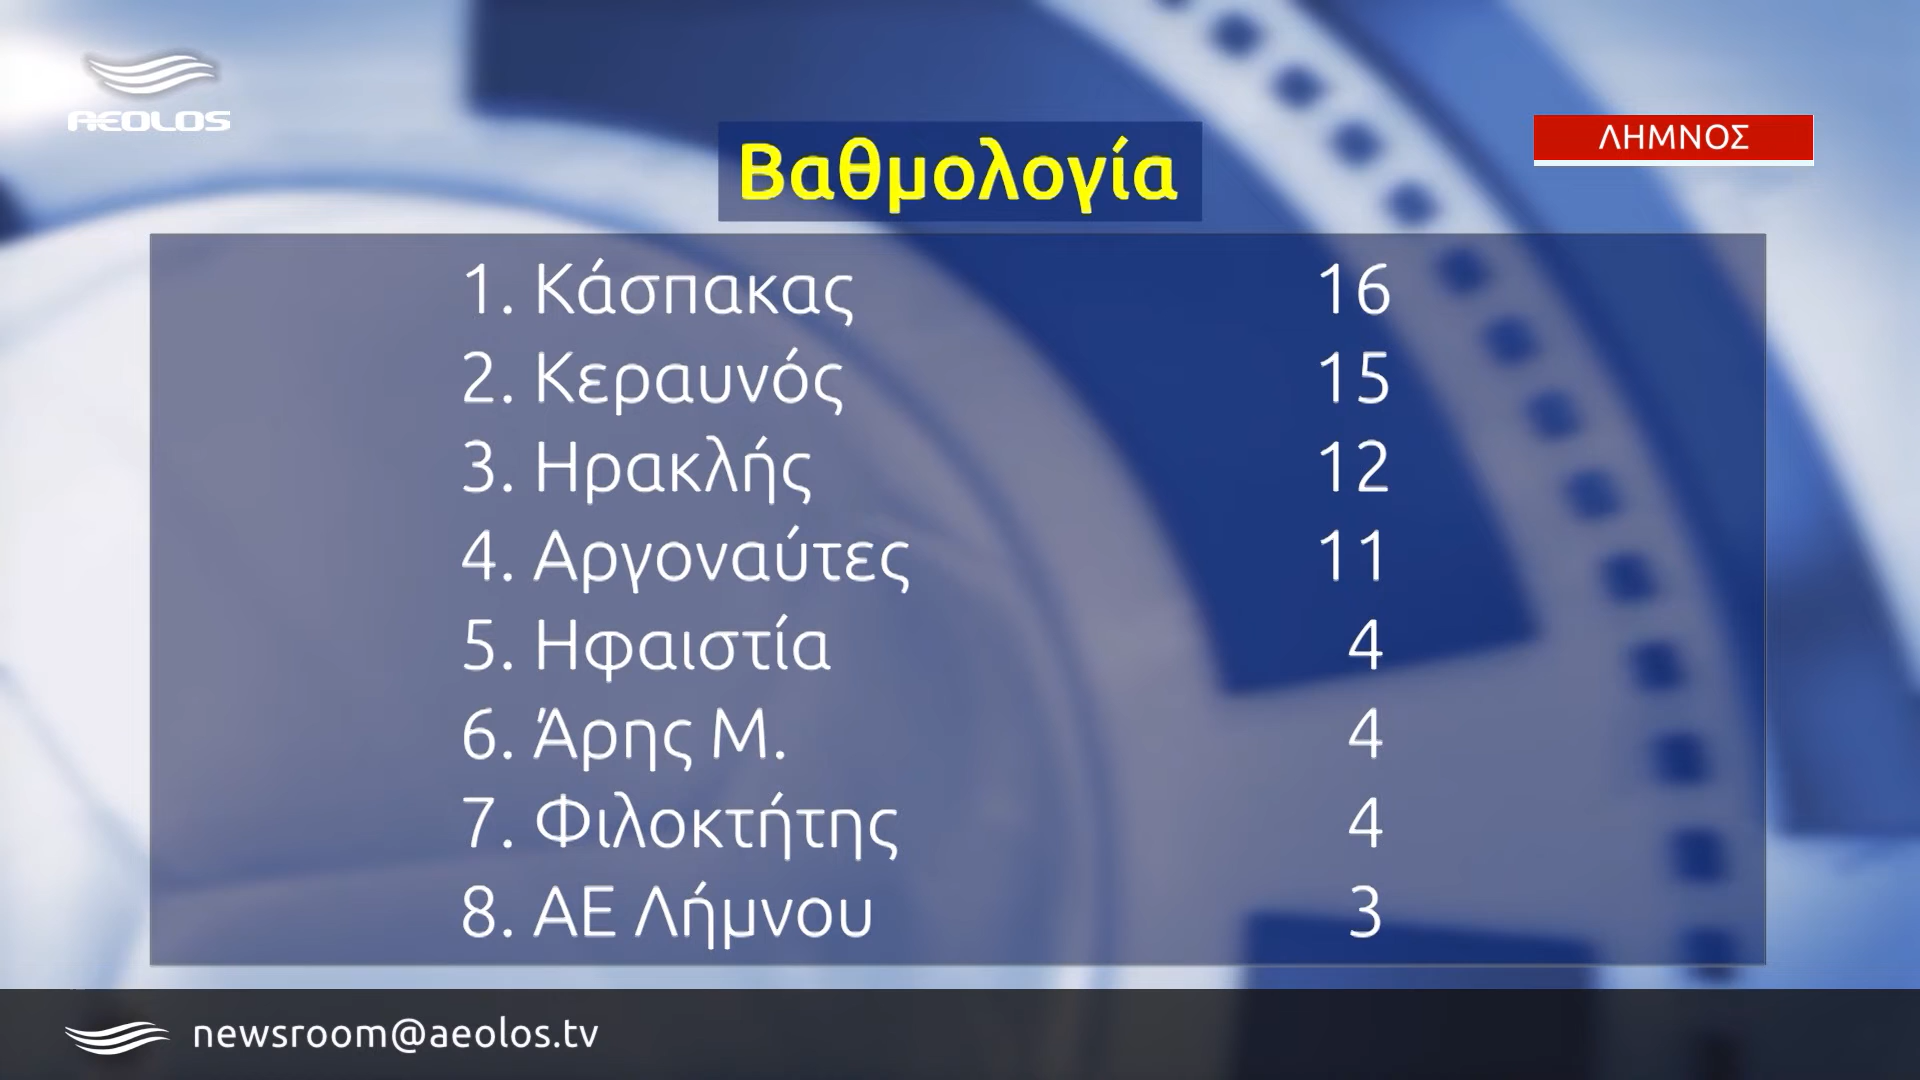 AEOLOS
ΛΗΜΝΟΣ
Βαθμολογία
1. Κάσπακας 16
2. Κεραυνός 15
3. Ηρακλής 12
4. Αργοναύτες 11
5. Ηφαιστία 4
6. Άρης Μ. 4
7. Φιλοκτήτης 4
8. ΑΕ Λήμνου 3
newsroom@aeolos.tv